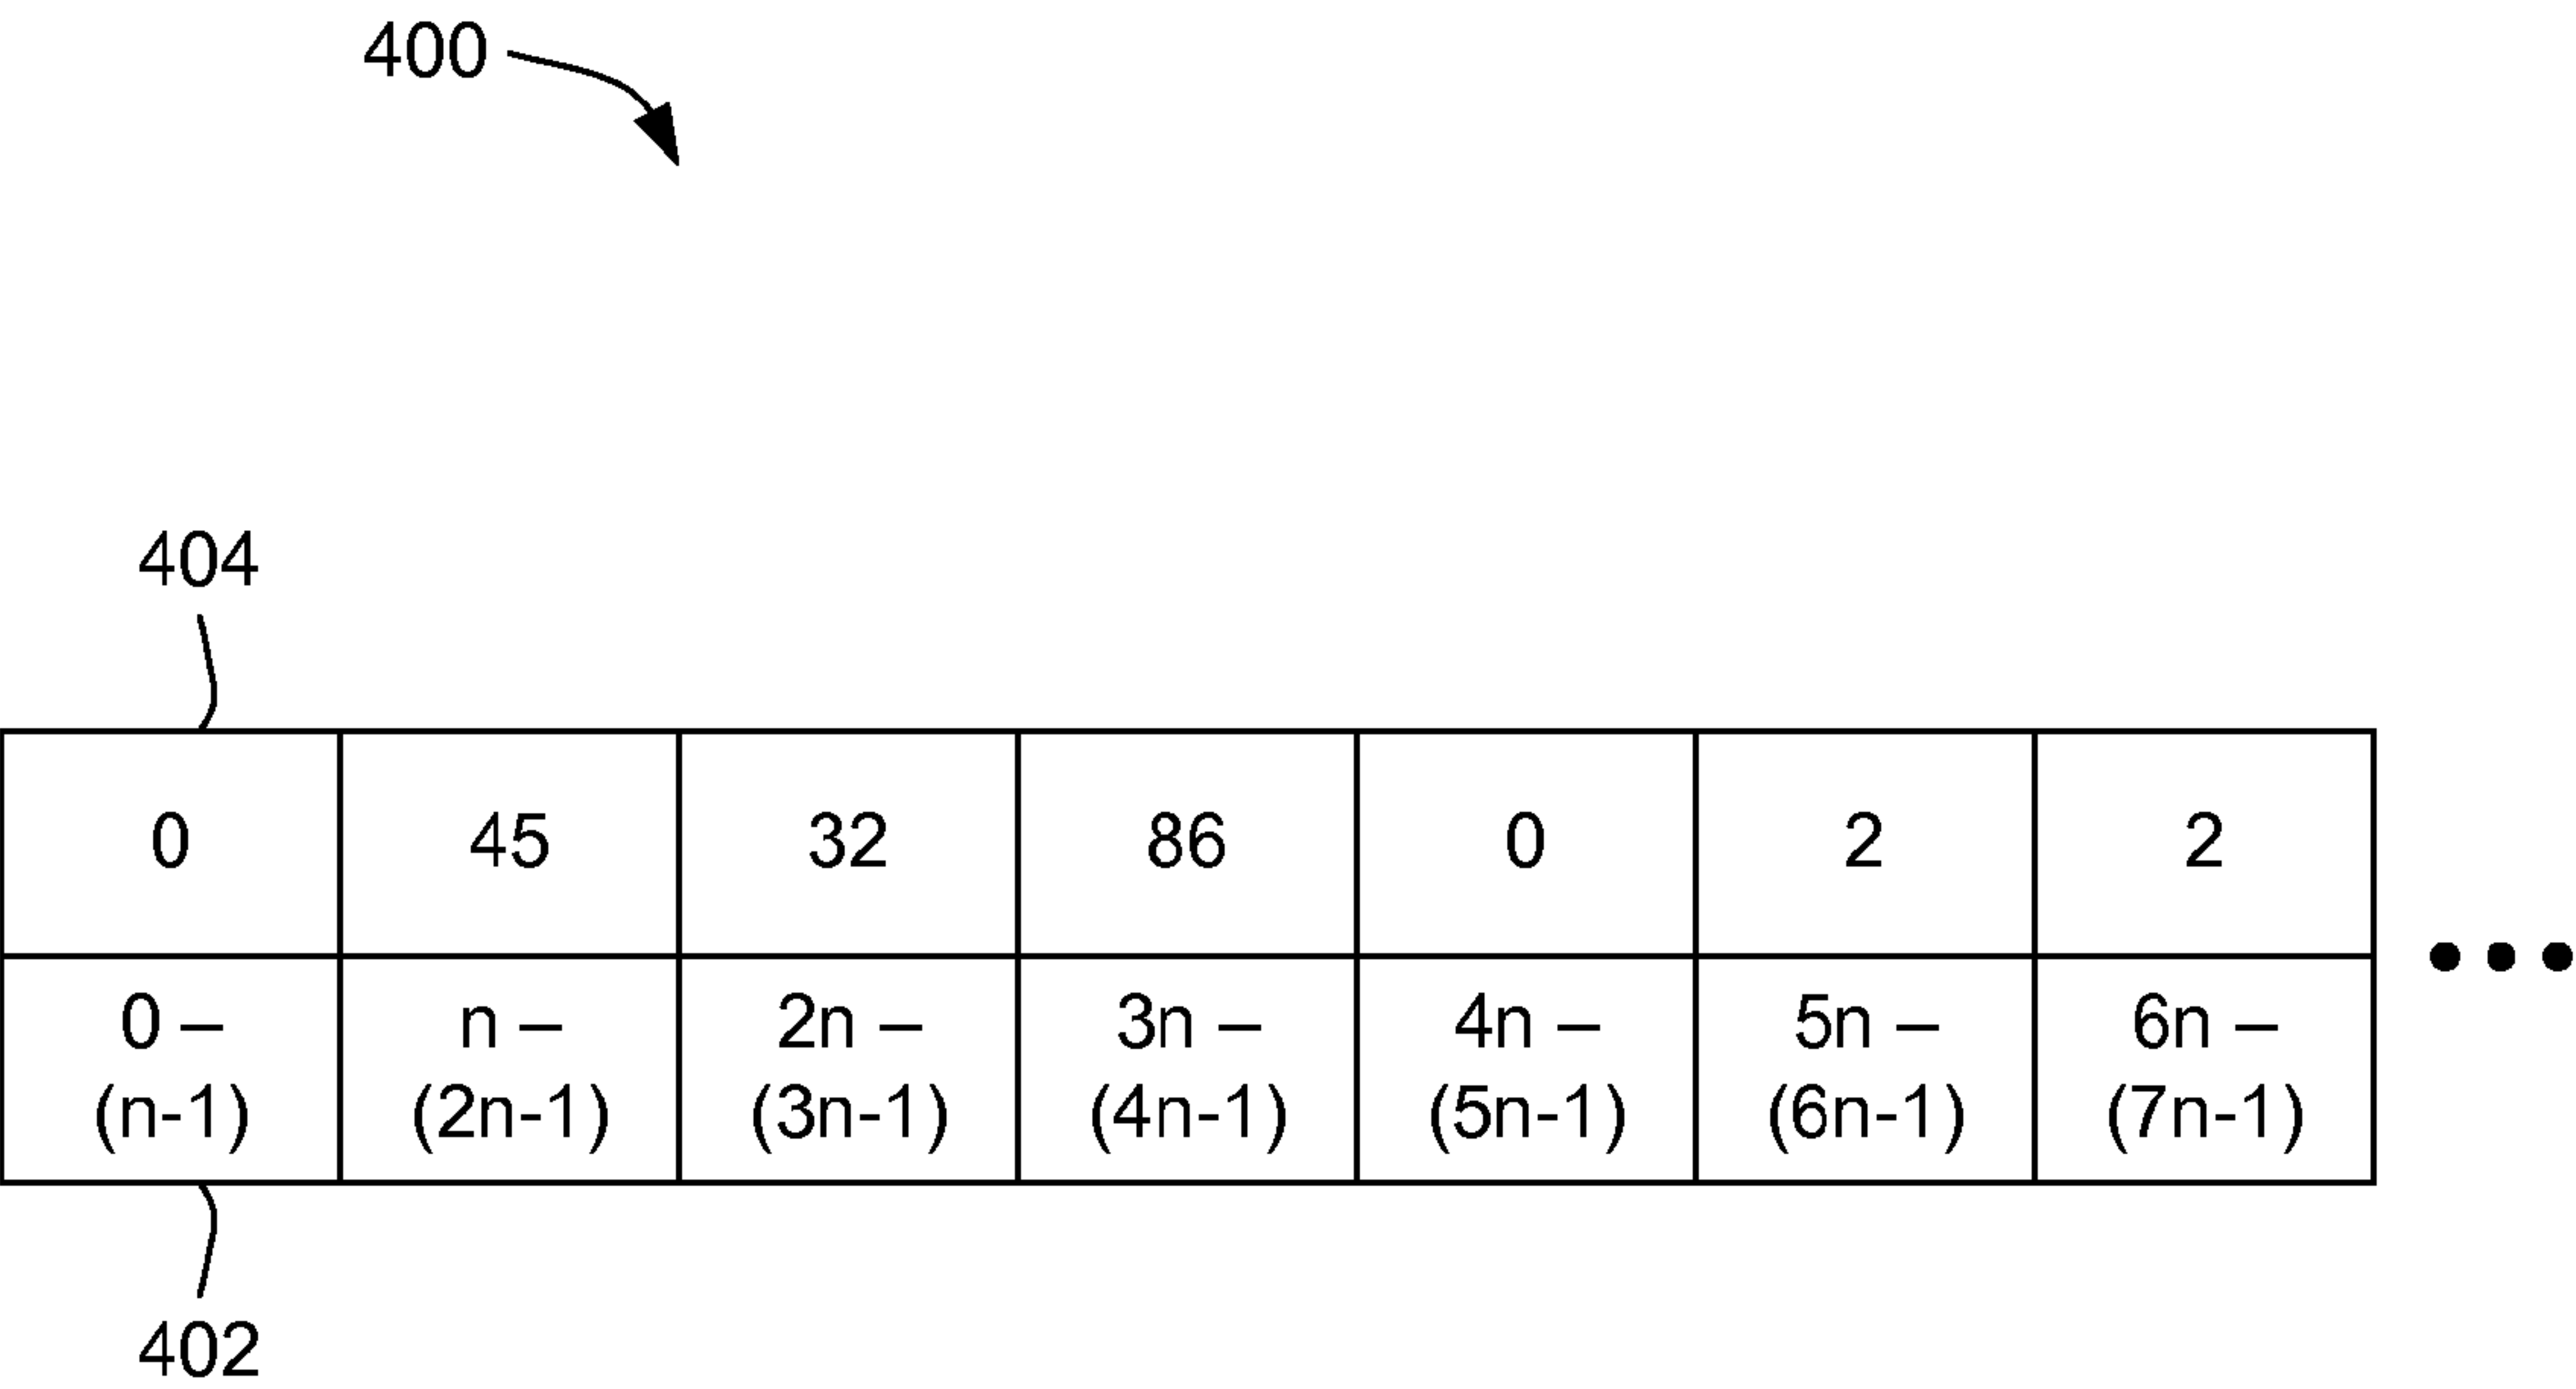 400
404
0 45 32 86 0 2 2
0 – n – 2n – 3n – 4n – 5n – 6n –
(n-1) (2n-1) (3n-1) (4n-1) (5n-1) (6n-1) (7n-1)
402